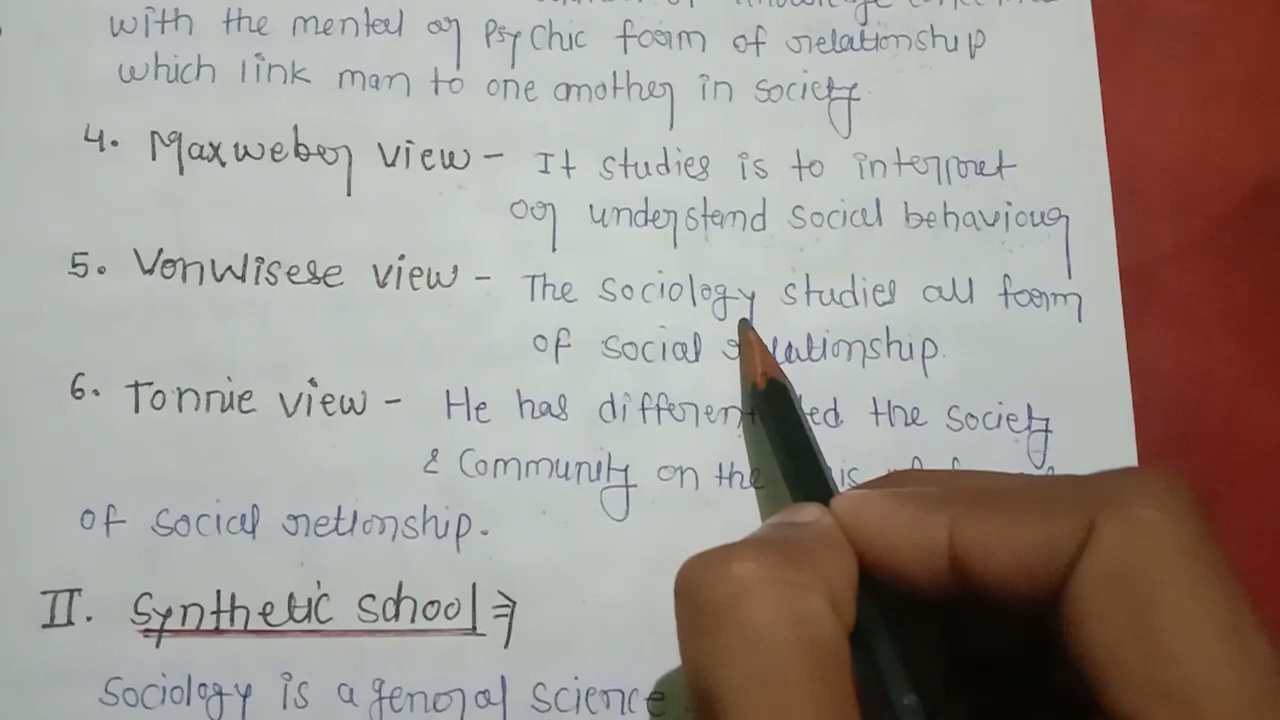 with the mental or Psychic form of relationship
which link man to one another in society.
4. Maxweber view - It studies is to interpret
or understand social behaviour
5. Vonwisese view - The sociology studies all form
of social relationship.
6. Tonnie view - He has the society
& Community on the
of social retionship.
II. Synthetic school ⇒
Sociology is a general science